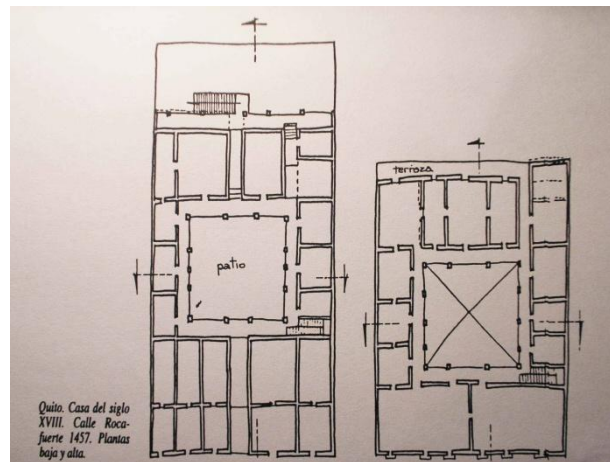 terraza
patio
Quito. Casa del siglo
XVIII. Calle Roca-
fuerte 1457. Plantas
baja y alta.